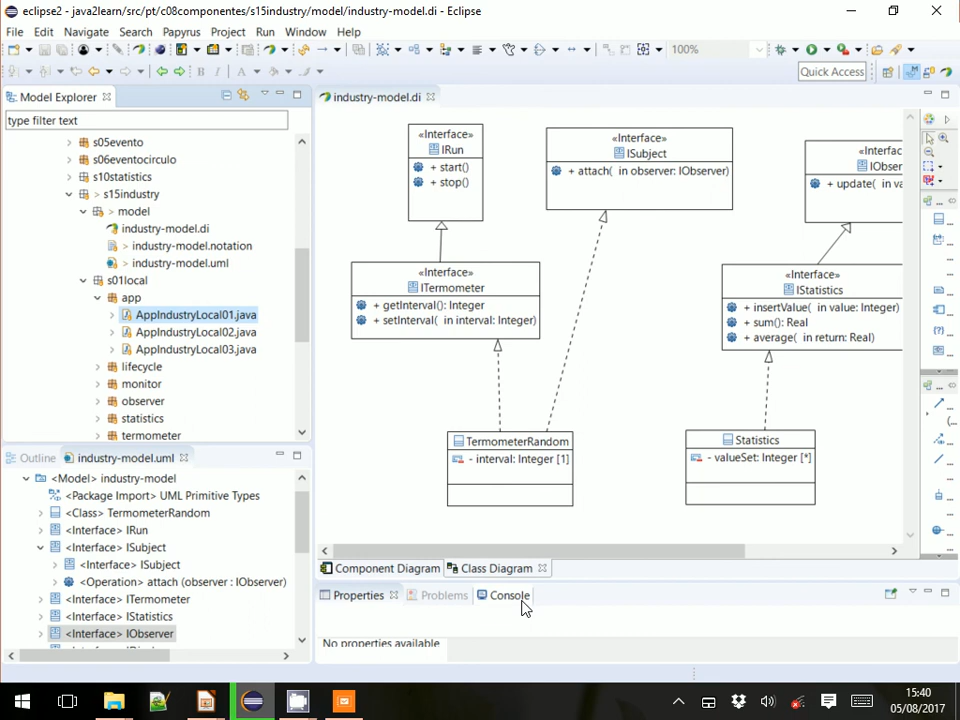 eclipse2 - java2learn/src/pt/c08componentes/s15industry/model/industry-model.di - Eclipse
File Edit Navigate Search Papyrus Project Run Window Help
100%
B I A
Quick Access
Model Explorer
type filter text
s05evento
s06eventocirculo
s10statistics
> s15industry
> model
industry-model.di
> industry-model.notation
> industry-model.uml
s01local
app
AppIndustryLocal01.java
AppIndustryLocal02.java
AppIndustryLocal03.java
lifecycle
monitor
observer
statistics
termometer
Outline industry-model.uml
<Model> industry-model
<Package Import> UML Primitive Types
<Class> TermometerRandom
<Interface> IRun
<Interface> ISubject
<Interface> ISubject
<Operation> attach (observer : IObserver)
<Interface> ITermometer
<Interface> IStatistics
<Interface> IObserver
industry-model.di
«Interface»
IRun
+ start()
+ stop()
«Interface»
ISubject
+ attach( in observer: IObserver)
«Interfac
IObser
+ update( in va
«Interface»
ITermometer
+ getInterval(): Integer
+ setInterval( in interval: Integer)
«Interface»
IStatistics
+ insertValue( in value: Integer)
+ sum(): Real
+ average( in return: Real)
TermometerRandom
- interval: Integer [1]
Statistics
- valueSet: Integer [*]
Component Diagram Class Diagram
Properties Problems Console
No properties available
15:40
05/08/2017